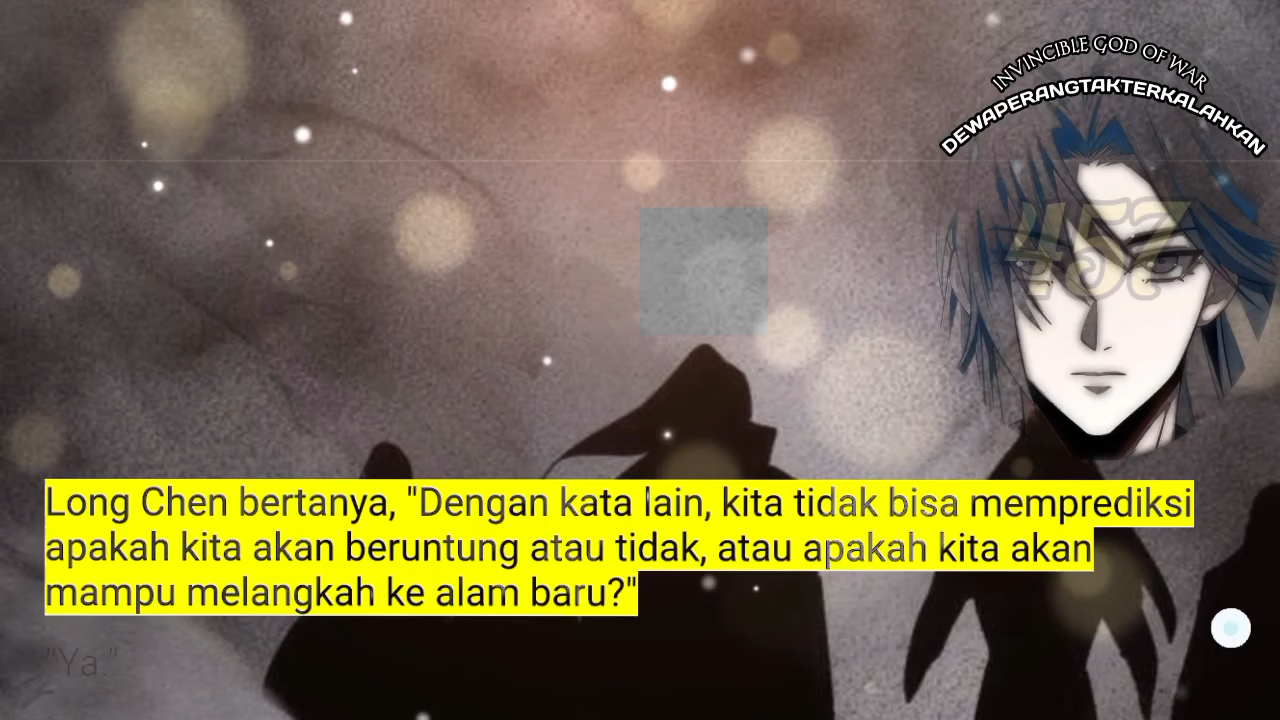 INVINCIBLE GOD OF WAR
DEWAPERANGTAKTERKALAHKAN
457
Long Chen bertanya, "Dengan kata lain, kita tidak bisa memprediksi
apakah kita akan beruntung atau tidak, atau apakah kita akan
mampu melangkah ke alam baru?"
"Ya."